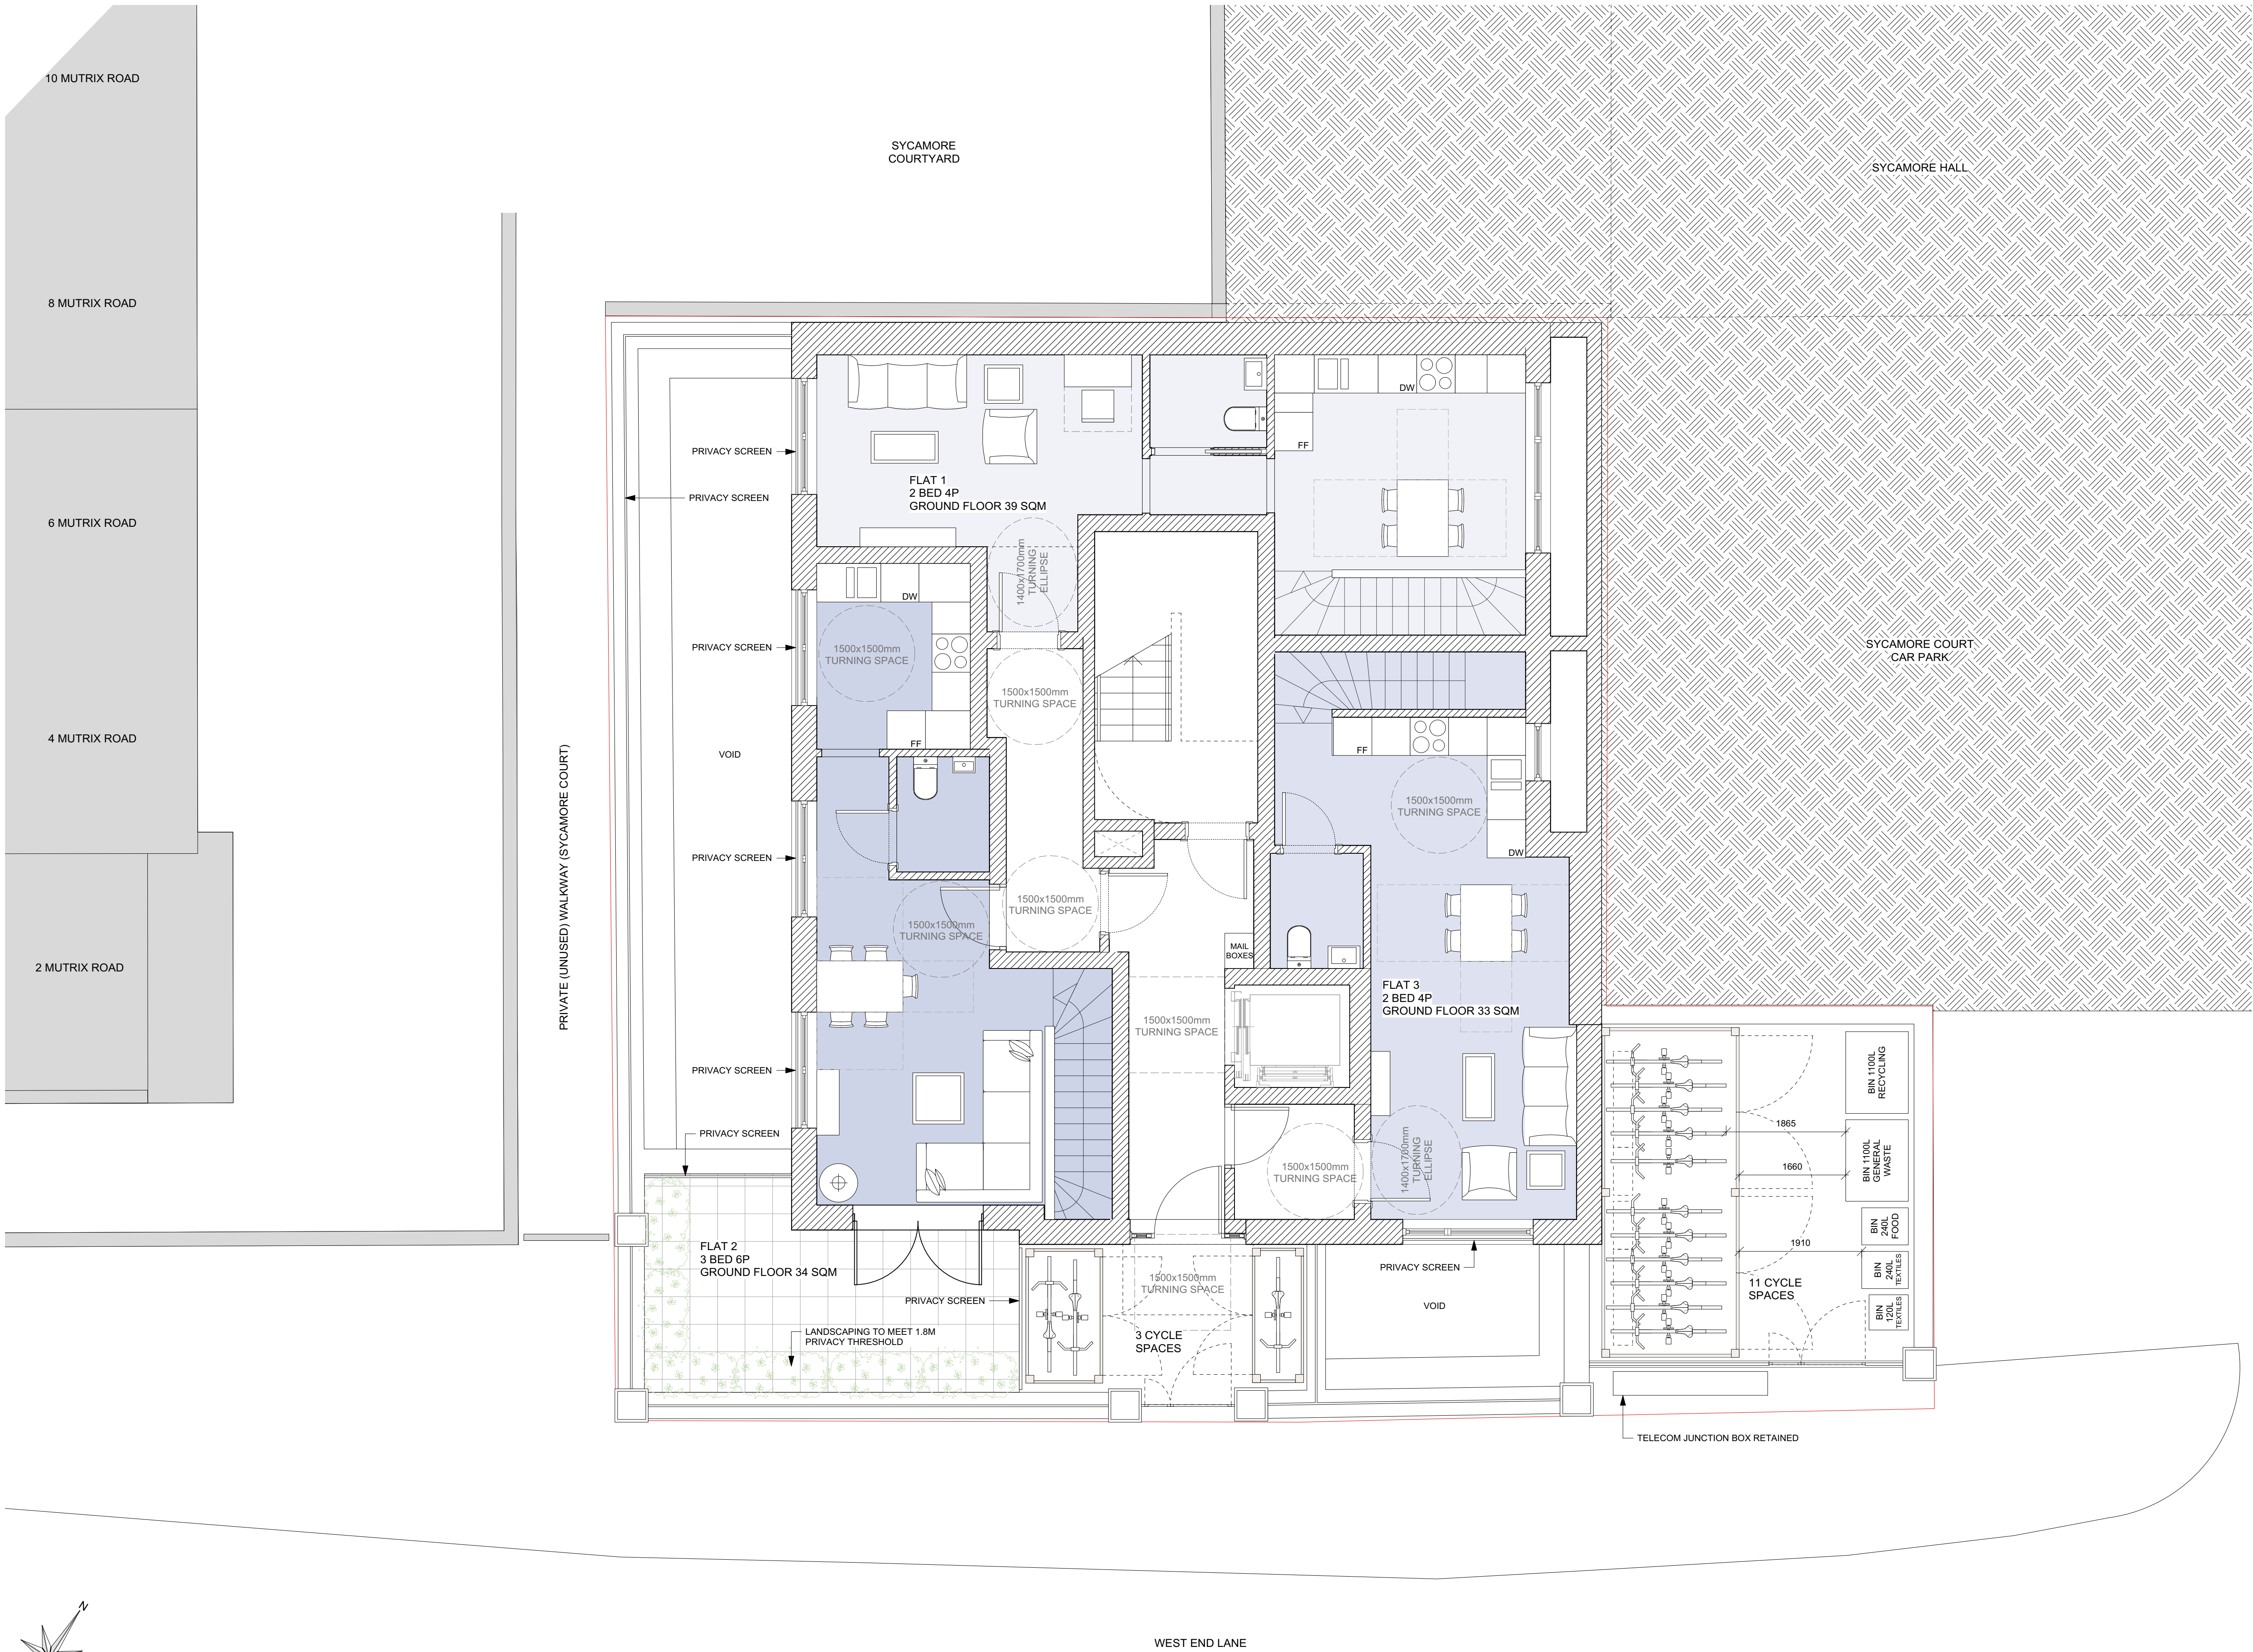 10 MUTRIX ROAD
8 MUTRIX ROAD
6 MUTRIX ROAD
4 MUTRIX ROAD
2 MUTRIX ROAD
SYCAMORE
COURTYARD
SYCAMORE HALL
SYCAMORE COURT
CAR PARK
PRIVATE (UNUSED) WALKWAY (SYCAMORE COURT)
PRIVACY SCREEN
PRIVACY SCREEN
PRIVACY SCREEN
VOID
PRIVACY SCREEN
PRIVACY SCREEN
PRIVACY SCREEN
FLAT 1
2 BED 4P
GROUND FLOOR 39 SQM
1400x1700mm
TURNING
ELLIPSE
DW
FF
DW
1500x1500mm
TURNING SPACE
FF
1500x1500mm
TURNING SPACE
1500x1500mm
TURNING SPACE
1500x1500mm
TURNING SPACE
MAIL
BOXES
1500x1500mm
TURNING SPACE
FF
1500x1500mm
TURNING SPACE
DW
FLAT 3
2 BED 4P
GROUND FLOOR 33 SQM
1500x1500mm
TURNING SPACE
1400x1700mm
TURNING
ELLIPSE
FLAT 2
3 BED 6P
GROUND FLOOR 34 SQM
PRIVACY SCREEN
LANDSCAPING TO MEET 1.8M
PRIVACY THRESHOLD
1500x1500mm
TURNING SPACE
3 CYCLE
SPACES
PRIVACY SCREEN
VOID
BIN 1100L
RECYCLING
1865
BIN 1100L
GENERAL
WASTE
1660
BIN
240L
FOOD
1910
BIN
240L
TEXTILES
11 CYCLE
SPACES
BIN
120L
TEXTILES
TELECOM JUNCTION BOX RETAINED
N
WEST END LANE